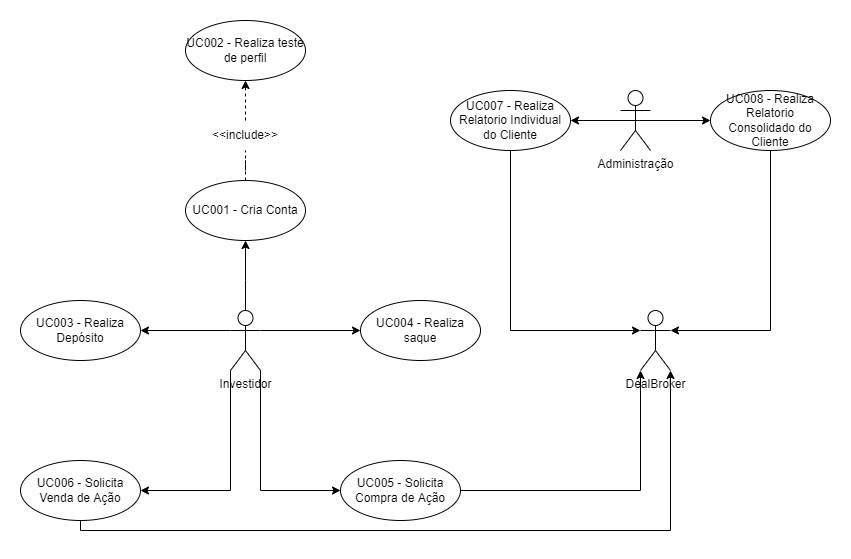 UC002 - Realiza teste
de perfil
<<include>>
UC001 - Cria Conta
UC007 - Realiza
Relatorio Individual
do Cliente
Administração
UC008 - Realiza
Relatorio
Consolidado do
Cliente
UC003 - Realiza
Depósito
Investidor
UC004 - Realiza
saque
DealBroker
UC006 - Solicita
Venda de Ação
UC005 - Solicita
Compra de Ação